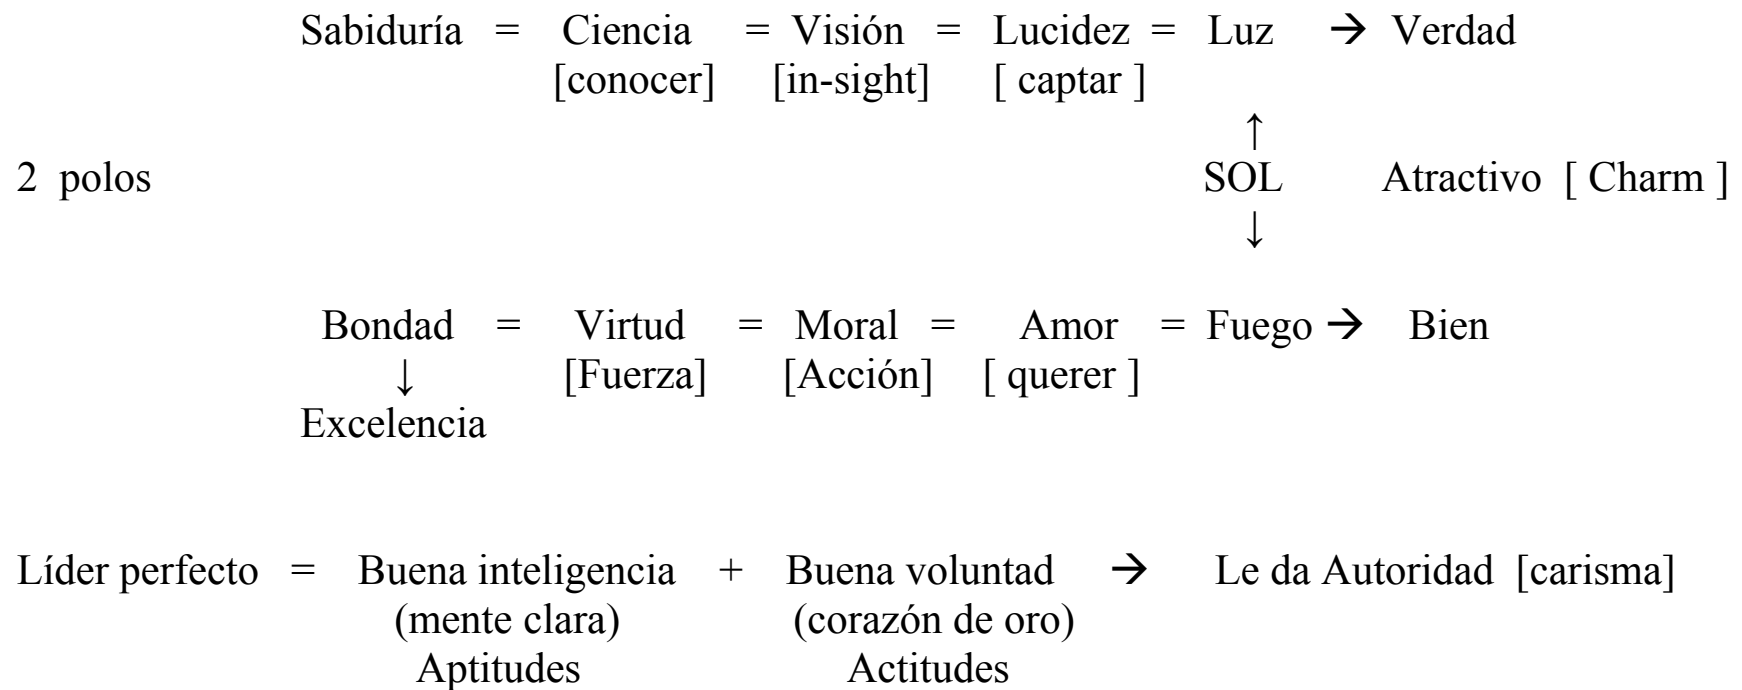 Sabiduría = Ciencia = Visión = Lucidez = Luz → Verdad
[conocer] [in-sight] [ captar ]
↑
2 polos SOL Atractivo [ Charm ]
↓
Bondad = Virtud = Moral = Amor = Fuego → Bien
↓ [Fuerza] [Acción] [ querer ]
Excelencia
Líder perfecto = Buena inteligencia + Buena voluntad → Le da Autoridad [carisma]
(mente clara) (corazón de oro)
Aptitudes Actitudes